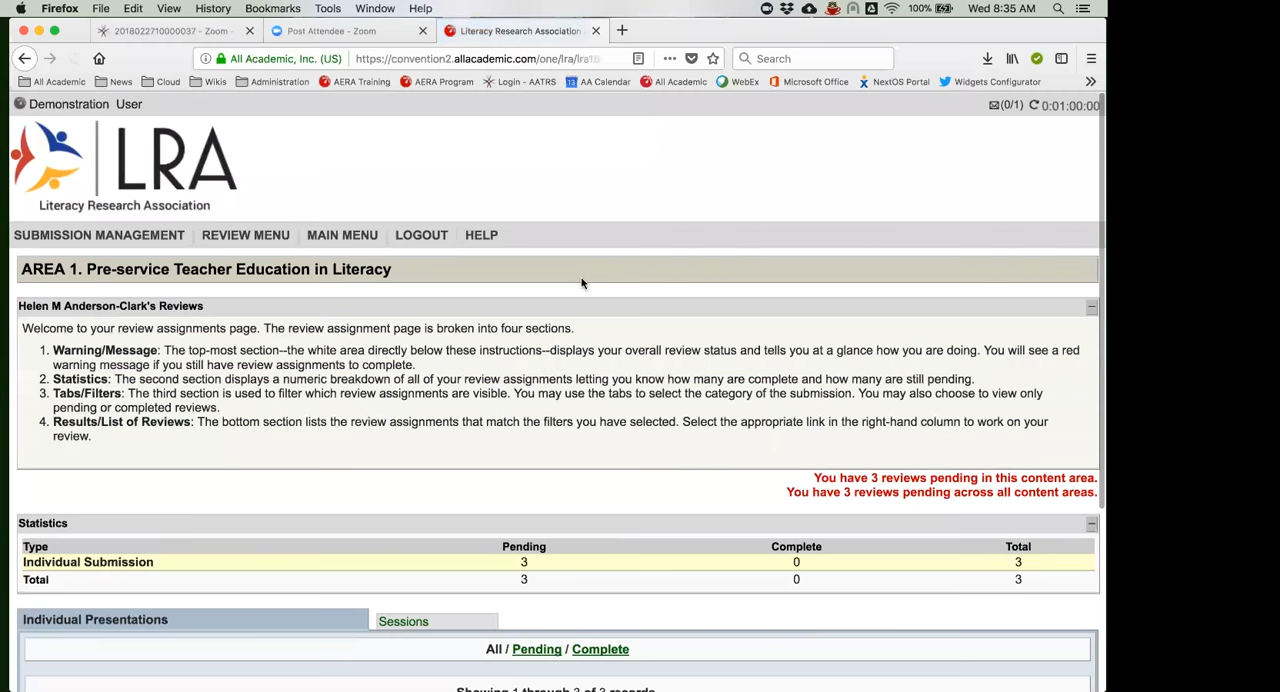 Firefox File Edit View History Bookmarks Tools Window Help 100% Wed 8:35 AM
2018022710000037 - Zoom Post Attendee - Zoom Literacy Research Association
All Academic, Inc. (US) https://convention2.allacademic.com/one/lra/lra18 Search
All Academic News Cloud Wikis Administration AERA Training AERA Program Login - AATRS 13 AA Calendar All Academic WebEx Microsoft Office NextOS Portal Widgets Configurator
Demonstration User (0/1) 0:01:00:00
LRA
Literacy Research Association
SUBMISSION MANAGEMENT REVIEW MENU MAIN MENU LOGOUT HELP
AREA 1. Pre-service Teacher Education in Literacy
Helen M Anderson-Clark's Reviews
Welcome to your review assignments page. The review assignment page is broken into four sections.
1. Warning/Message: The top-most section--the white area directly below these instructions--displays your overall review status and tells you at a glance how you are doing. You will see a red
warning message if you still have review assignments to complete.
2. Statistics: The second section displays a numeric breakdown of all of your review assignments letting you know how many are complete and how many are still pending.
3. Tabs/Filters: The third section is used to filter which review assignments are visible. You may use the tabs to select the category of the submission. You may also choose to view only
pending or completed reviews.
4. Results/List of Reviews: The bottom section lists the review assignments that match the filters you have selected. Select the appropriate link in the right-hand column to work on your
review.
You have 3 reviews pending in this content area.
You have 3 reviews pending across all content areas.
Statistics
Type Pending Complete Total
Individual Submission 3 0 3
Total 3 0 3
Individual Presentations Sessions
All / Pending / Complete
Showing 1 through 3 of 3 records